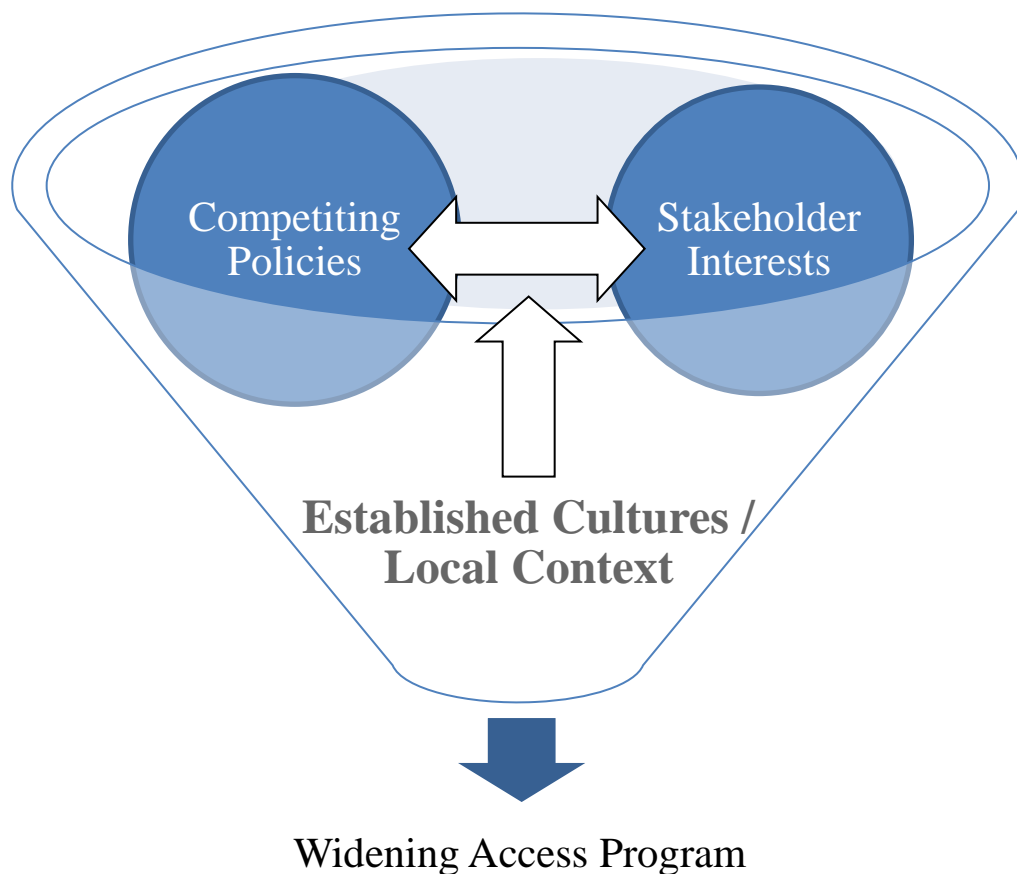 Competiting
Policies
Stakeholder
Interests
Established Cultures /
Local Context
Widening Access Program